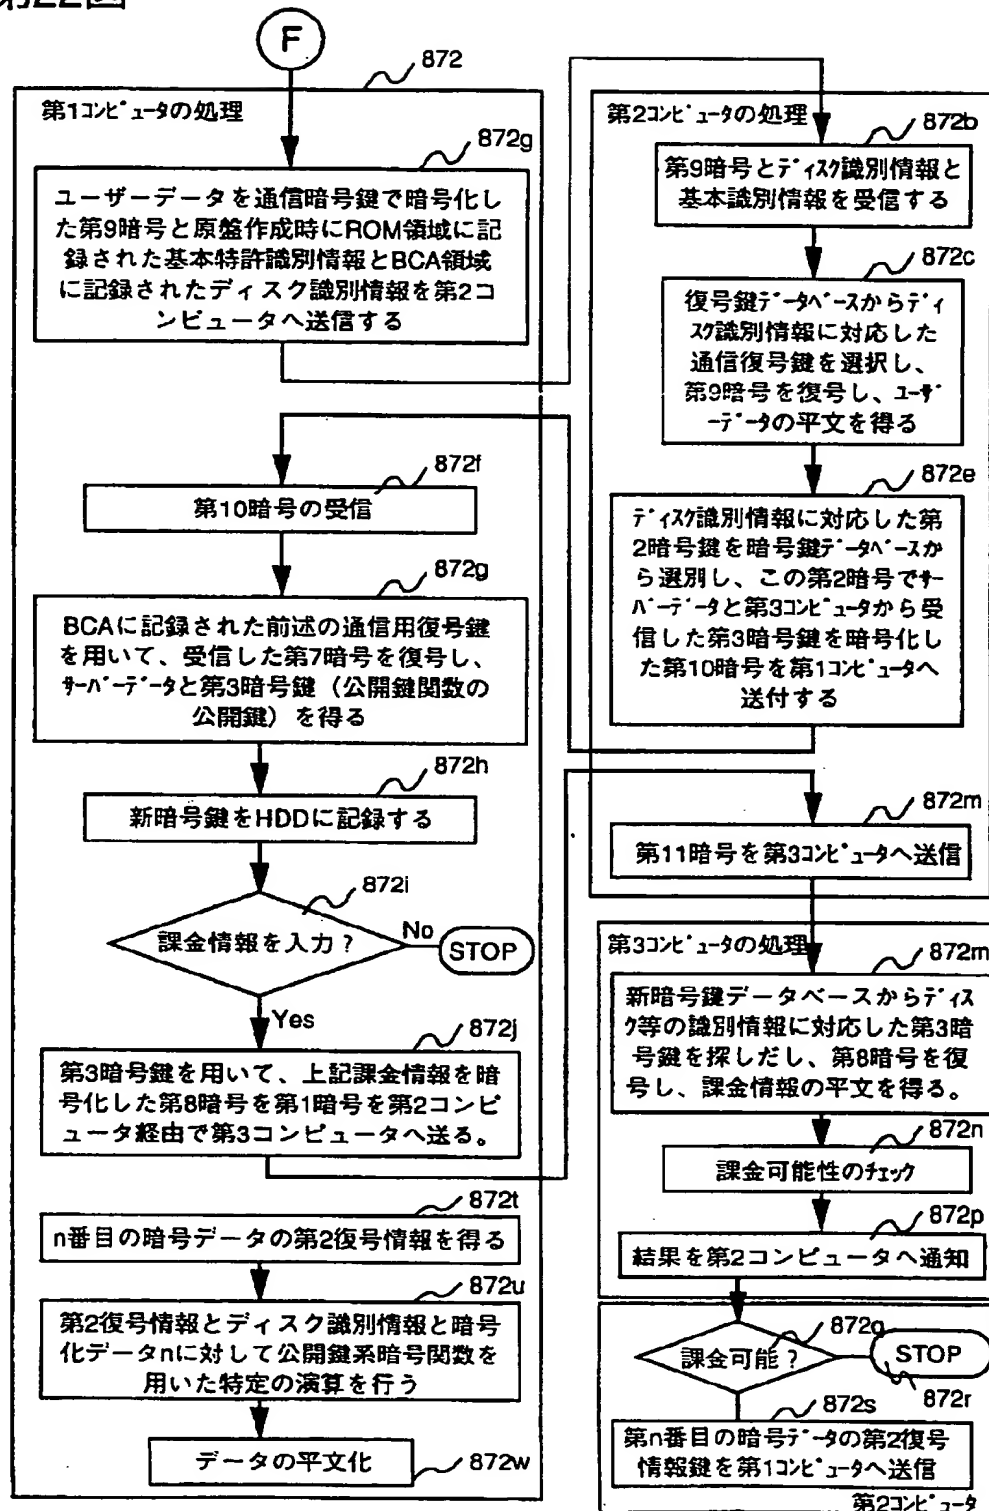 第22図
F
872
第1コンピュータの処理
872g
ユーザーデータを通信暗号鍵で暗号化し
た第9暗号と原盤作成時にROM領域に記
録された基本特許識別情報とBCA領域
に記録されたディスク識別情報を第2コ
ンピュータへ送信する
872f
第10暗号の受信
872g
BCAに記録された前述の通信用復号鍵
を用いて、受信した第7暗号を復号し、
サーバーデータと第3暗号鍵（公開鍵関数の
公開鍵）を得る
872h
新暗号鍵をHDDに記録する
872i
課金情報を入力？
No
STOP
Yes
872j
第3暗号鍵を用いて、上記課金情報を暗
号化した第8暗号を第1暗号を第2コンピ
ュータ経由で第3コンピュータへ送る。
872t
n番目の暗号データの第2復号情報を得る
872u
第2復号情報とディスク識別情報と暗号
化データnに対して公開鍵系暗号関数を
用いた特定の演算を行う
データの平文化
872w
第2コンピュータの処理
872b
第9暗号とディスク識別情報と
基本識別情報を受信する
872c
復号鍵データベースからディ
スク識別情報に対応した
通信復号鍵を選択し、
第9暗号を復号し、ユーザ
ーデータの平文を得る
872e
ディスク識別情報に対応した第
2暗号鍵を暗号鍵データベースか
ら選別し、この第2暗号でサー
バーデータと第3コンピュータから受
信した第3暗号鍵を暗号化し
た第10暗号を第1コンピュータへ
送付する
872m
第11暗号を第3コンピュータへ送信
第3コンピュータの処理
872m
新暗号鍵データベースからディス
ク等の識別情報に対応した第3暗
号鍵を探しだし、第8暗号を復
号し、課金情報の平文を得る。
872n
課金可能性のチェック
872p
結果を第2コンピュータへ通知
872q
課金可能？
STOP
872r
872s
第n番目の暗号データの第2復号
情報鍵を第1コンピュータへ送信
第2コンピュータ